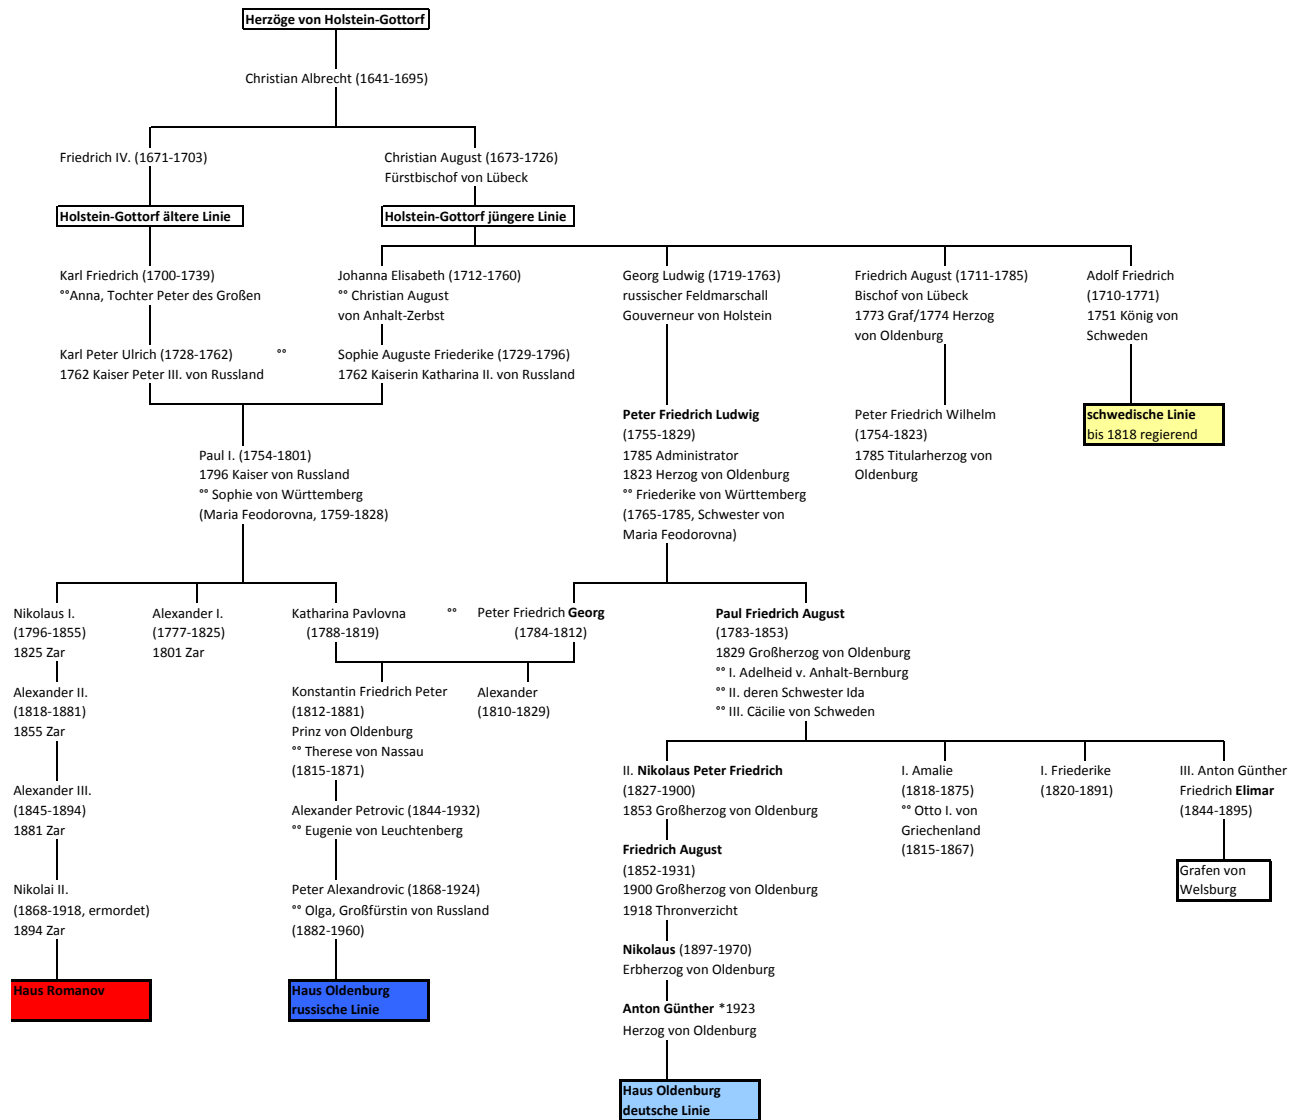 Herzöge von Holstein-Gottorf
Christian Albrecht (1641-1695)
Friedrich IV. (1671-1703)
Christian August (1673-1726)
Fürstbischof von Lübeck
Holstein-Gottorf ältere Linie
Holstein-Gottorf jüngere Linie
Karl Friedrich (1700-1739)
°°Anna, Tochter Peter des Großen
Johanna Elisabeth (1712-1760)
°° Christian August
von Anhalt-Zerbst
Georg Ludwig (1719-1763)
russischer Feldmarschall
Gouverneur von Holstein
Friedrich August (1711-1785)
Bischof von Lübeck
1773 Graf/1774 Herzog
von Oldenburg
Adolf Friedrich
(1710-1771)
1751 König von
Schweden
Karl Peter Ulrich (1728-1762) °°
1762 Kaiser Peter III. von Russland
Sophie Auguste Friederike (1729-1796)
1762 Kaiserin Katharina II. von Russland
Peter Friedrich Ludwig
(1755-1829)
1785 Administrator
1823 Herzog von Oldenburg
°° Friederike von Württemberg
(1765-1785, Schwester von
Maria Feodorovna)
Peter Friedrich Wilhelm
(1754-1823)
1785 Titularherzog von
Oldenburg
schwedische Linie
bis 1818 regierend
Paul I. (1754-1801)
1796 Kaiser von Russland
°° Sophie von Württemberg
(Maria Feodorovna, 1759-1828)
Nikolaus I.
(1796-1855)
1825 Zar
Alexander I.
(1777-1825)
1801 Zar
Katharina Pavlovna °°
(1788-1819)
Peter Friedrich Georg
(1784-1812)
Paul Friedrich August
(1783-1853)
1829 Großherzog von Oldenburg
°° I. Adelheid v. Anhalt-Bernburg
°° II. deren Schwester Ida
°° III. Cäcilie von Schweden
Alexander II.
(1818-1881)
1855 Zar
Konstantin Friedrich Peter
(1812-1881)
Prinz von Oldenburg
°° Therese von Nassau
(1815-1871)
Alexander
(1810-1829)
II. Nikolaus Peter Friedrich
(1827-1900)
1853 Großherzog von Oldenburg
I. Amalie
(1818-1875)
°° Otto I. von
Griechenland
(1815-1867)
I. Friederike
(1820-1891)
III. Anton Günther
Friedrich Elimar
(1844-1895)
Alexander III.
(1845-1894)
1881 Zar
Alexander Petrovic (1844-1932)
°° Eugenie von Leuchtenberg
Friedrich August
(1852-1931)
1900 Großherzog von Oldenburg
1918 Thronverzicht
Grafen von
Welsburg
Nikolai II.
(1868-1918, ermordet)
1894 Zar
Peter Alexandrovic (1868-1924)
°° Olga, Großfürstin von Russland
(1882-1960)
Nikolaus (1897-1970)
Erbherzog von Oldenburg
Haus Romanov
Haus Oldenburg
russische Linie
Anton Günther *1923
Herzog von Oldenburg
Haus Oldenburg
deutsche Linie